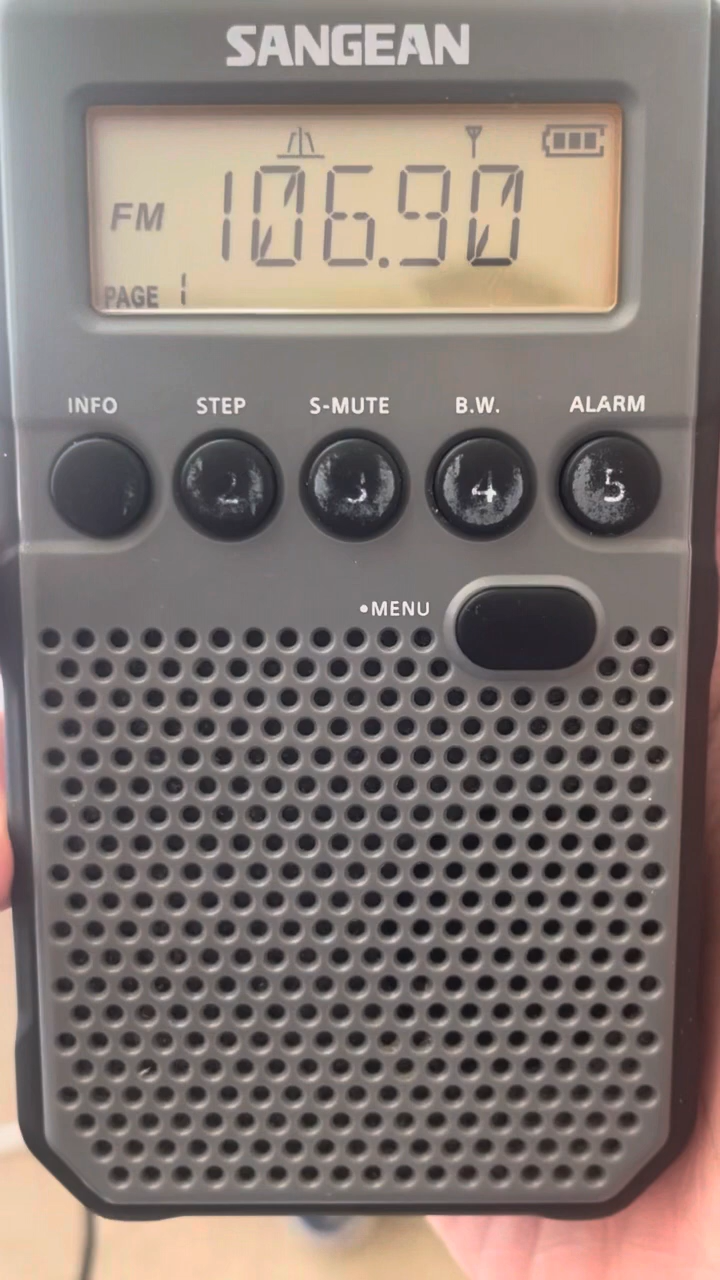 SANGEAN
FM 106.90
PAGE 1
INFO STEP S-MUTE B.W. ALARM
2 3 4 5
•MENU